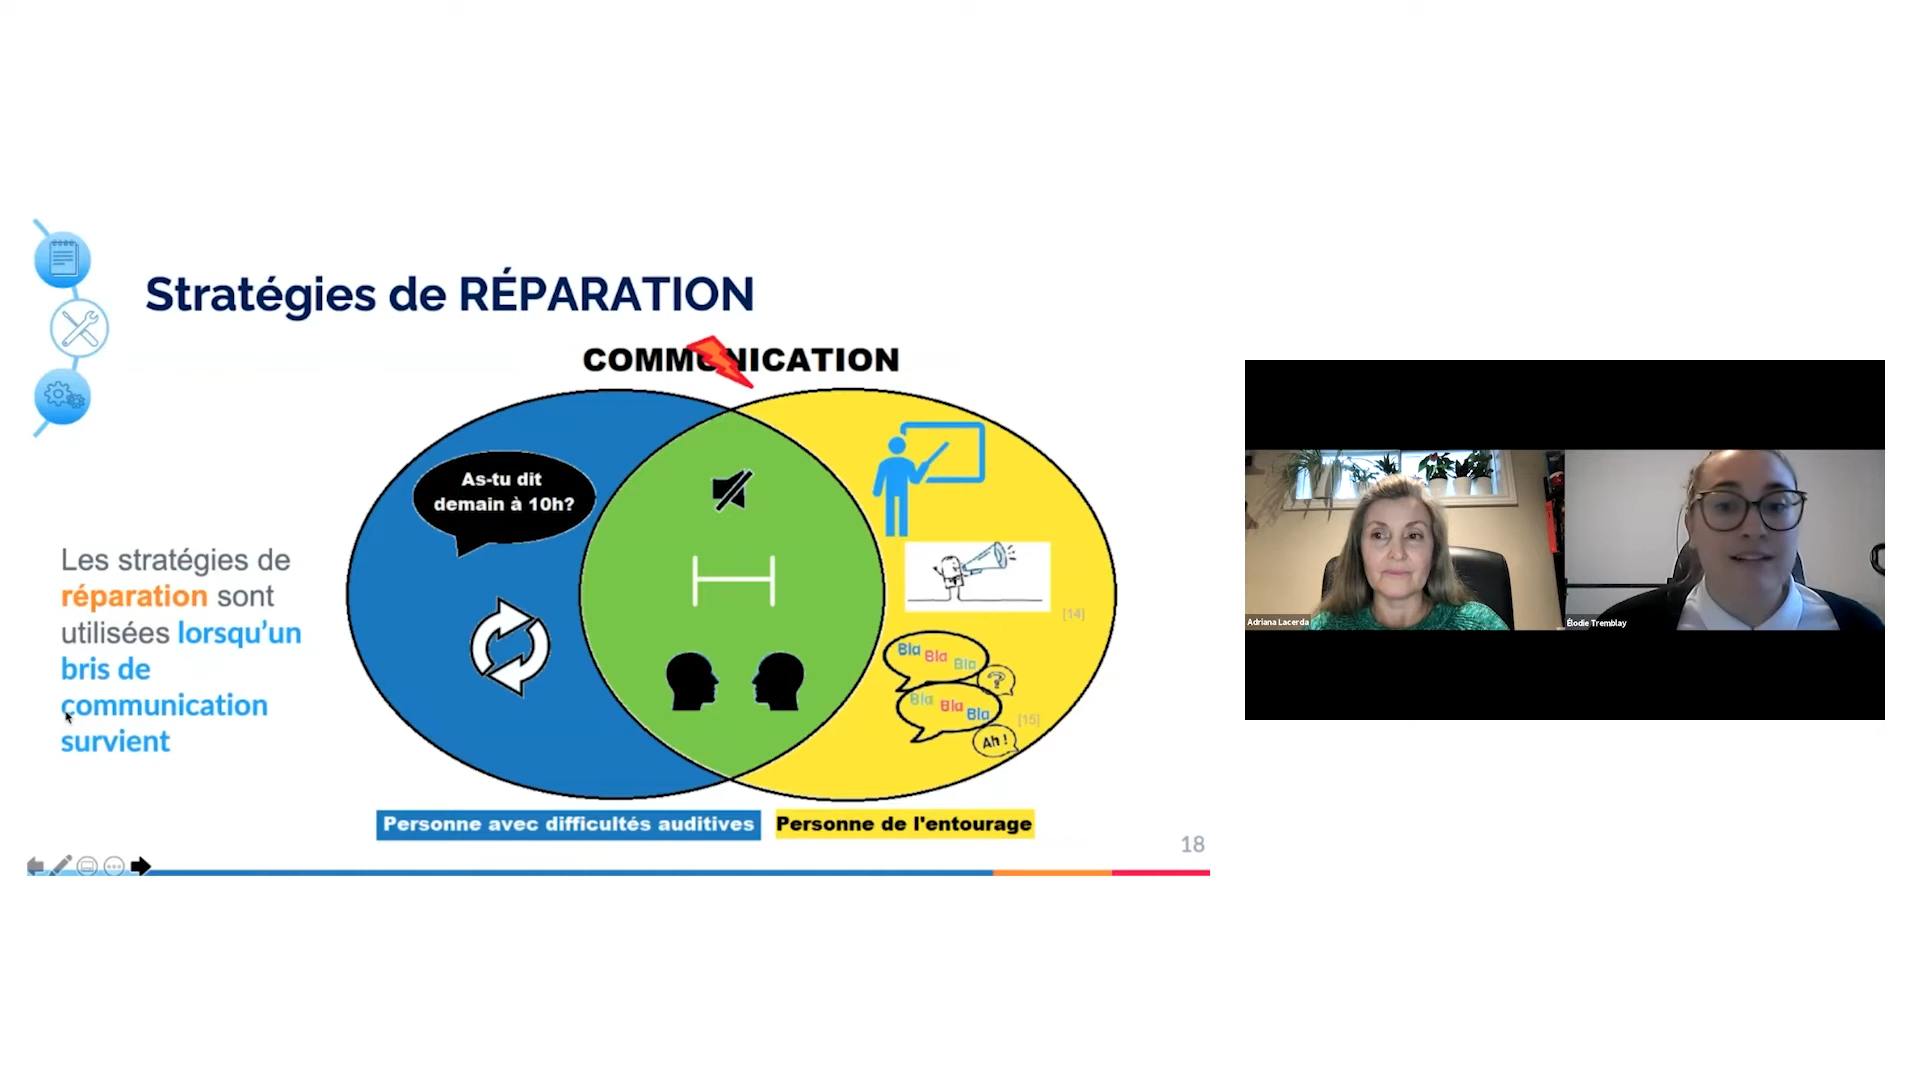 Stratégies de RÉPARATION
COMMUNICATION
As-tu dit
demain à 10h?
Les stratégies de
réparation sont
utilisées lorsqu'un
bris de
communication
survient
[14]
Bla Bla Bla
?
Bla Bla Bla
[15]
Ah !
Personne avec difficultés auditives
Personne de l'entourage
18
Adriana Lacerda
Élodie Tremblay